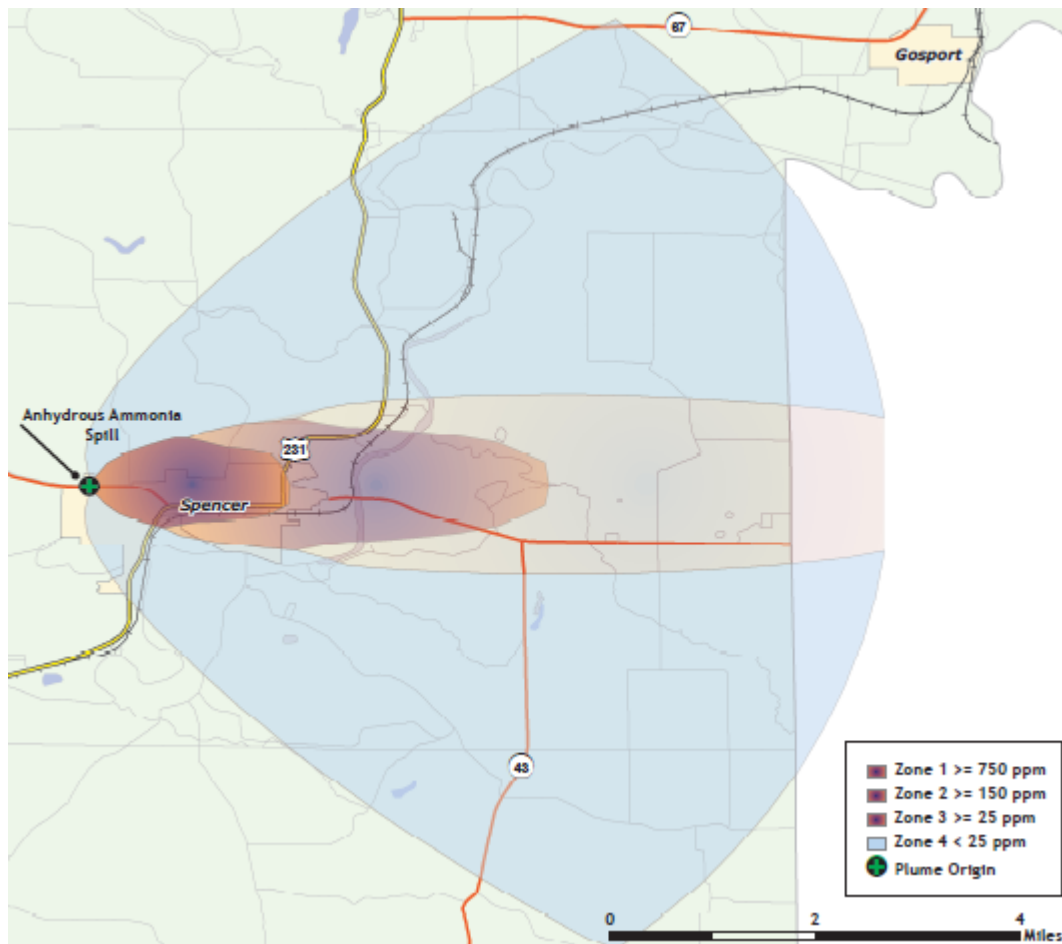 67
Gosport
Anhydrous Ammonia
Spill
231
Spencer
43
Zone 1 >= 750 ppm
Zone 2 >= 150 ppm
Zone 3 >= 25 ppm
Zone 4 < 25 ppm
Plume Origin
0 2 4
Miles